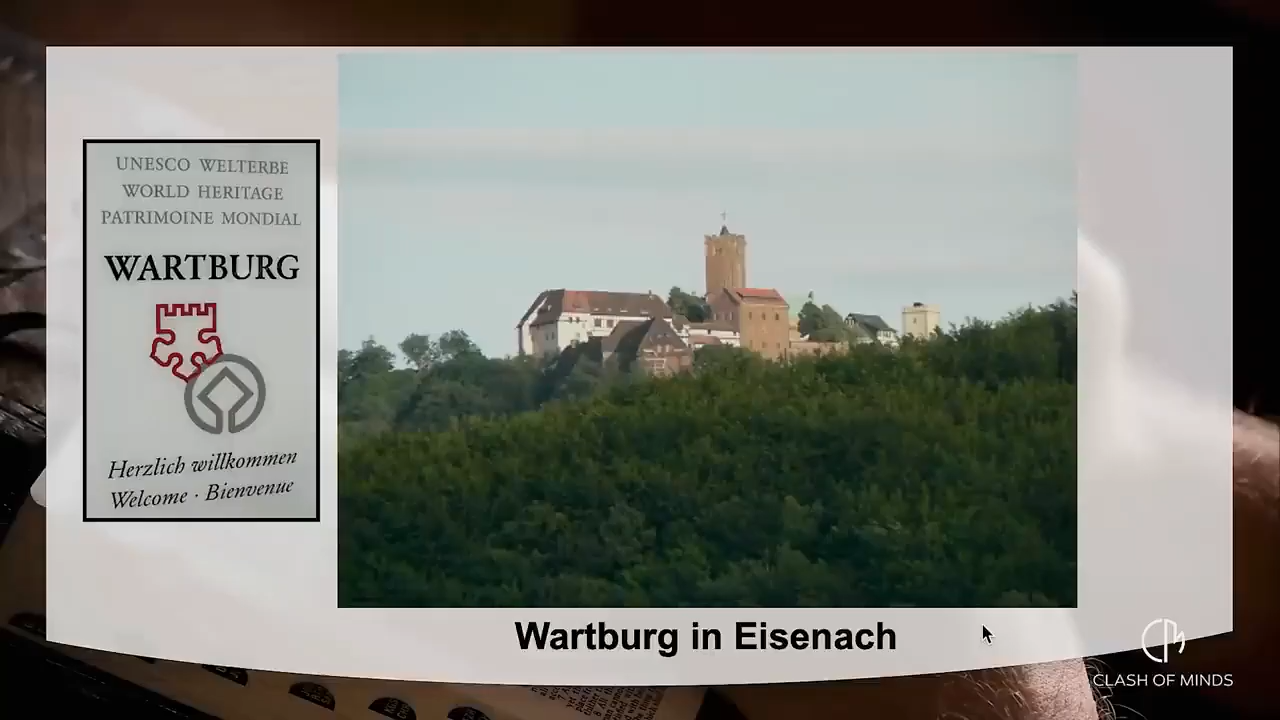 UNESCO WELTERBE
WORLD HERITAGE
PATRIMOINE MONDIAL
WARTBURG
Herzlich willkommen
Welcome · Bienvenue
Wartburg in Eisenach
CLASH OF MINDS